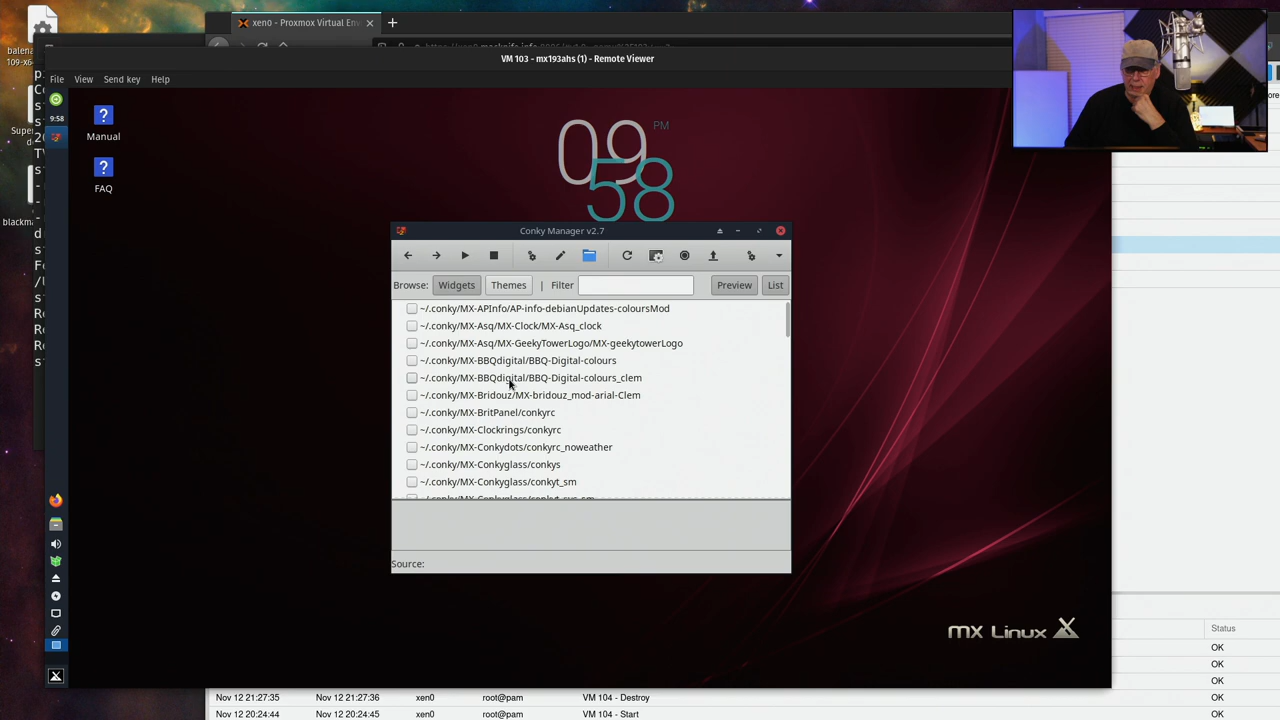 xen0 - Proxmox Virtual Env
VM 103 - mx193ahs (1) - Remote Viewer
File View Send key Help
9:58
Manual
FAQ
09 PM
58
Conky Manager v2.7
Browse: Widgets Themes | Filter Preview List
~/.conky/MX-APInfo/AP-info-debianUpdates-coloursMod
~/.conky/MX-Asq/MX-Clock/MX-Asq_clock
~/.conky/MX-Asq/MX-GeekyTowerLogo/MX-geekytowerLogo
~/.conky/MX-BBQdigital/BBQ-Digital-colours
~/.conky/MX-BBQdigital/BBQ-Digital-colours_clem
~/.conky/MX-Bridouz/MX-bridouz_mod-arial-Clem
~/.conky/MX-BritPanel/conkyrc
~/.conky/MX-Clockrings/conkyrc
~/.conky/MX-Conkydots/conkyrc_noweather
~/.conky/MX-Conkyglass/conkys
~/.conky/MX-Conkyglass/conkyt_sm
Source:
MX Linux
Status
OK
OK
OK
Nov 12 21:27:35 Nov 12 21:27:36 xen0 root@pam VM 104 - Destroy OK
Nov 12 20:24:44 Nov 12 20:24:45 xen0 root@pam VM 104 - Start OK